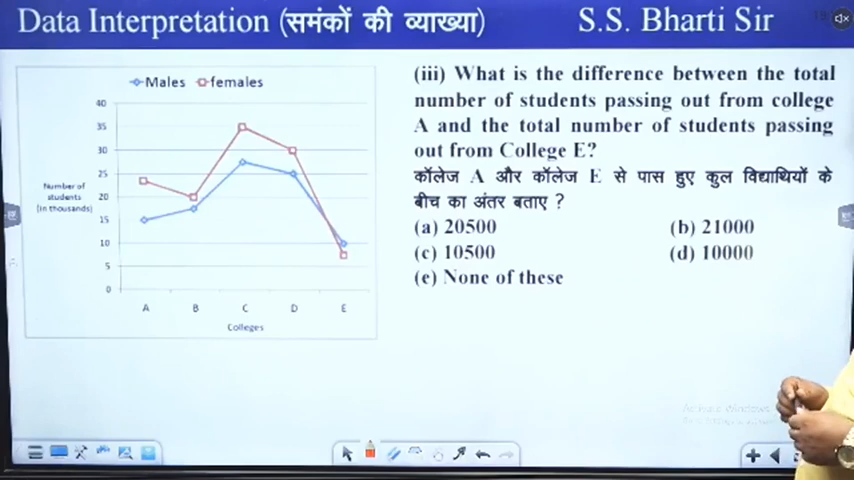 Data Interpretation (समंकों की व्याख्या)
S.S. Bharti Sir
Males females
40
35
30
25
20
15
10
5
0
Number of
students
(in thousands)
A B C D E
Colleges
(iii) What is the difference between the total
number of students passing out from college
A and the total number of students passing
out from College E?
कॉलेज A और कॉलेज E से पास हुए कुल विद्याथियों के
बीच का अंतर बताए ?
(a) 20500 (b) 21000
(c) 10500 (d) 10000
(e) None of these
Activate Windows